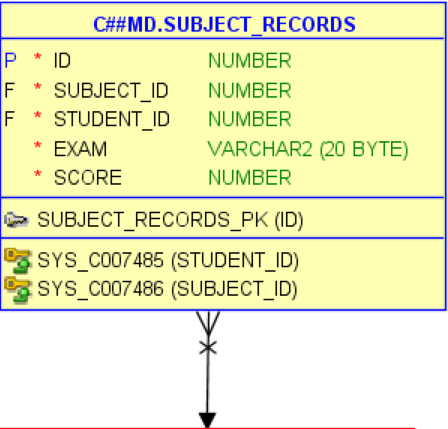 C##MD.SUBJECT_RECORDS
P * ID NUMBER
F * SUBJECT_ID NUMBER
F * STUDENT_ID NUMBER
* EXAM VARCHAR2 (20 BYTE)
* SCORE NUMBER
SUBJECT_RECORDS_PK (ID)
SYS_C007485 (STUDENT_ID)
SYS_C007486 (SUBJECT_ID)